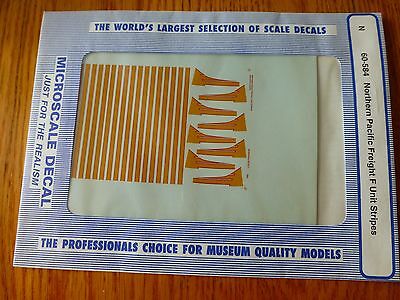 THE WORLD'S LARGEST SELECTION OF SCALE DECALS
MICROSCALE DECAL
JUST FOR THE REALISM
N 60-584 Northern Pacific Freight F Unit Stripes
THE PROFESSIONALS CHOICE FOR MUSEUM QUALITY MODELS